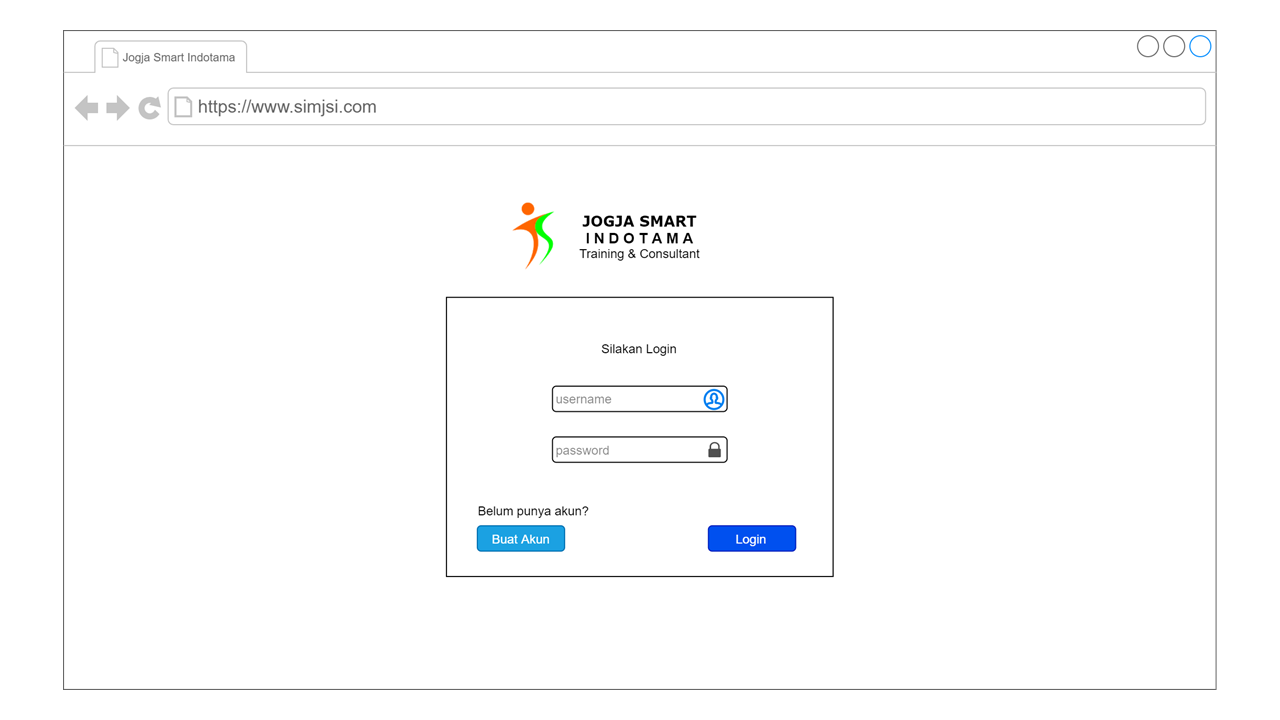 Jogja Smart Indotama
https://www.simjsi.com
JOGJA SMART
INDOTAMA
Training & Consultant
Silakan Login
username
password
Belum punya akun?
Buat Akun
Login